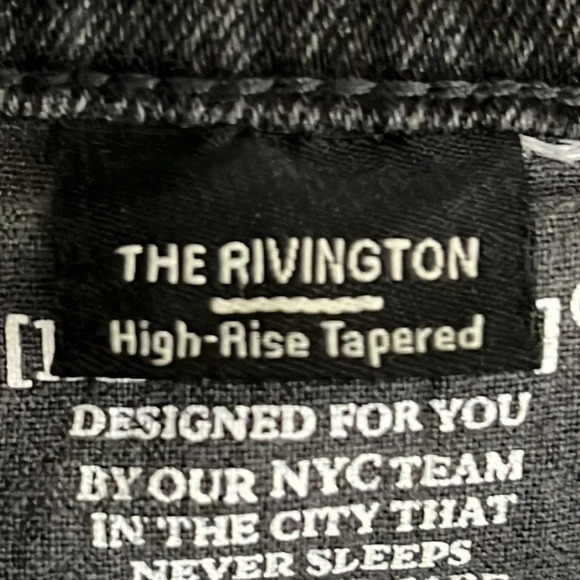 THE RIVINGTON
High-Rise Tapered
[ ]
DESIGNED FOR YOU
BY OUR NYC TEAM
IN THE CITY THAT
NEVER SLEEPS